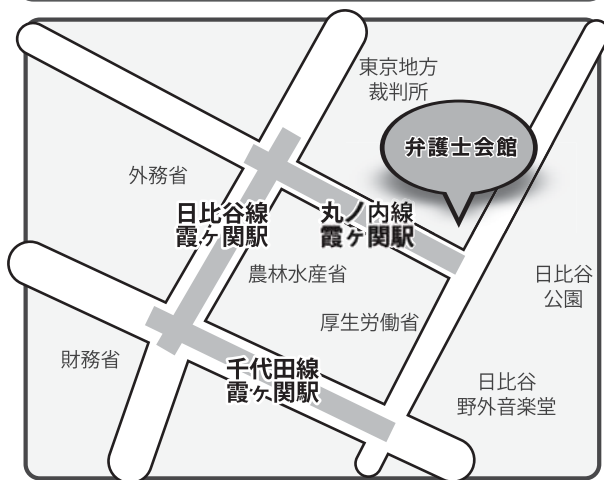 東京地方
裁判所
弁護士会館
外務省
日比谷線
霞ヶ関駅
丸ノ内線
霞ヶ関駅
農林水産省
日比谷
公園
厚生労働省
財務省
千代田線
霞ヶ関駅
日比谷
野外音楽堂